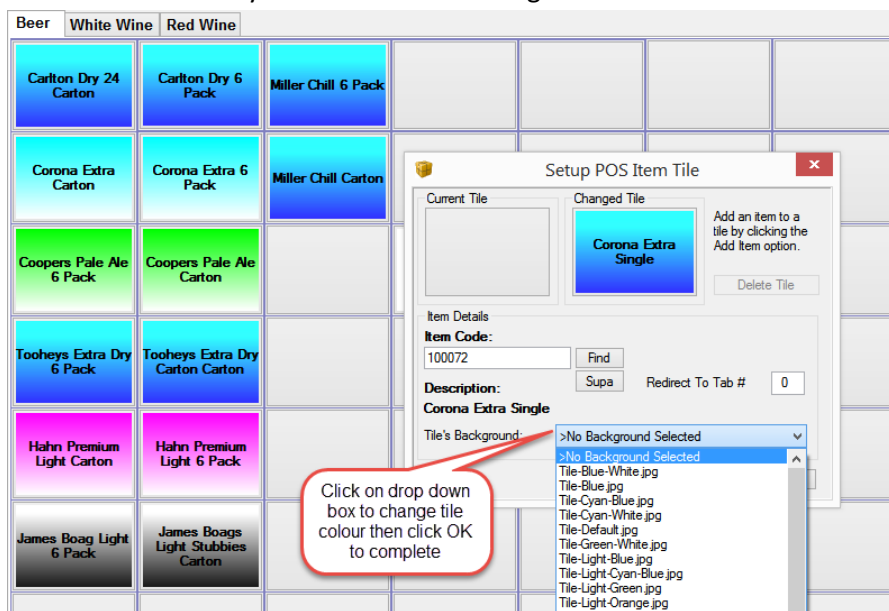 Beer White Wine Red Wine
Carlton Dry 24
Carton
Carlton Dry 6
Pack
Miller Chill 6 Pack
Corona Extra
Carton
Corona Extra 6
Pack
Miller Chill Carton
Coopers Pale Ale
6 Pack
Coopers Pale Ale
Carton
Tooheys Extra Dry
6 Pack
Tooheys Extra Dry
Carton Carton
Hahn Premium
Light Carton
Hahn Premium
Light 6 Pack
James Boag Light
6 Pack
James Boags
Light Stubbies
Carton
Setup POS Item Tile
Current Tile
Changed Tile
Corona Extra
Single
Add an item to a
tile by clicking the
Add Item option.
Delete Tile
Item Details
Item Code:
100072 Find
Supa Redirect To Tab # 0
Description:
Corona Extra Single
Tile's Background: >No Background Selected
>No Background Selected
Tile-Blue-White.jpg
Tile-Blue.jpg
Tile-Cyan-Blue.jpg
Tile-Cyan-White.jpg
Tile-Default.jpg
Tile-Green-White.jpg
Tile-Light-Blue.jpg
Tile-Light-Cyan-Blue.jpg
Tile-Light-Green.jpg
Tile-Light-Orange.jpg
Click on drop down
box to change tile
colour then click OK
to complete